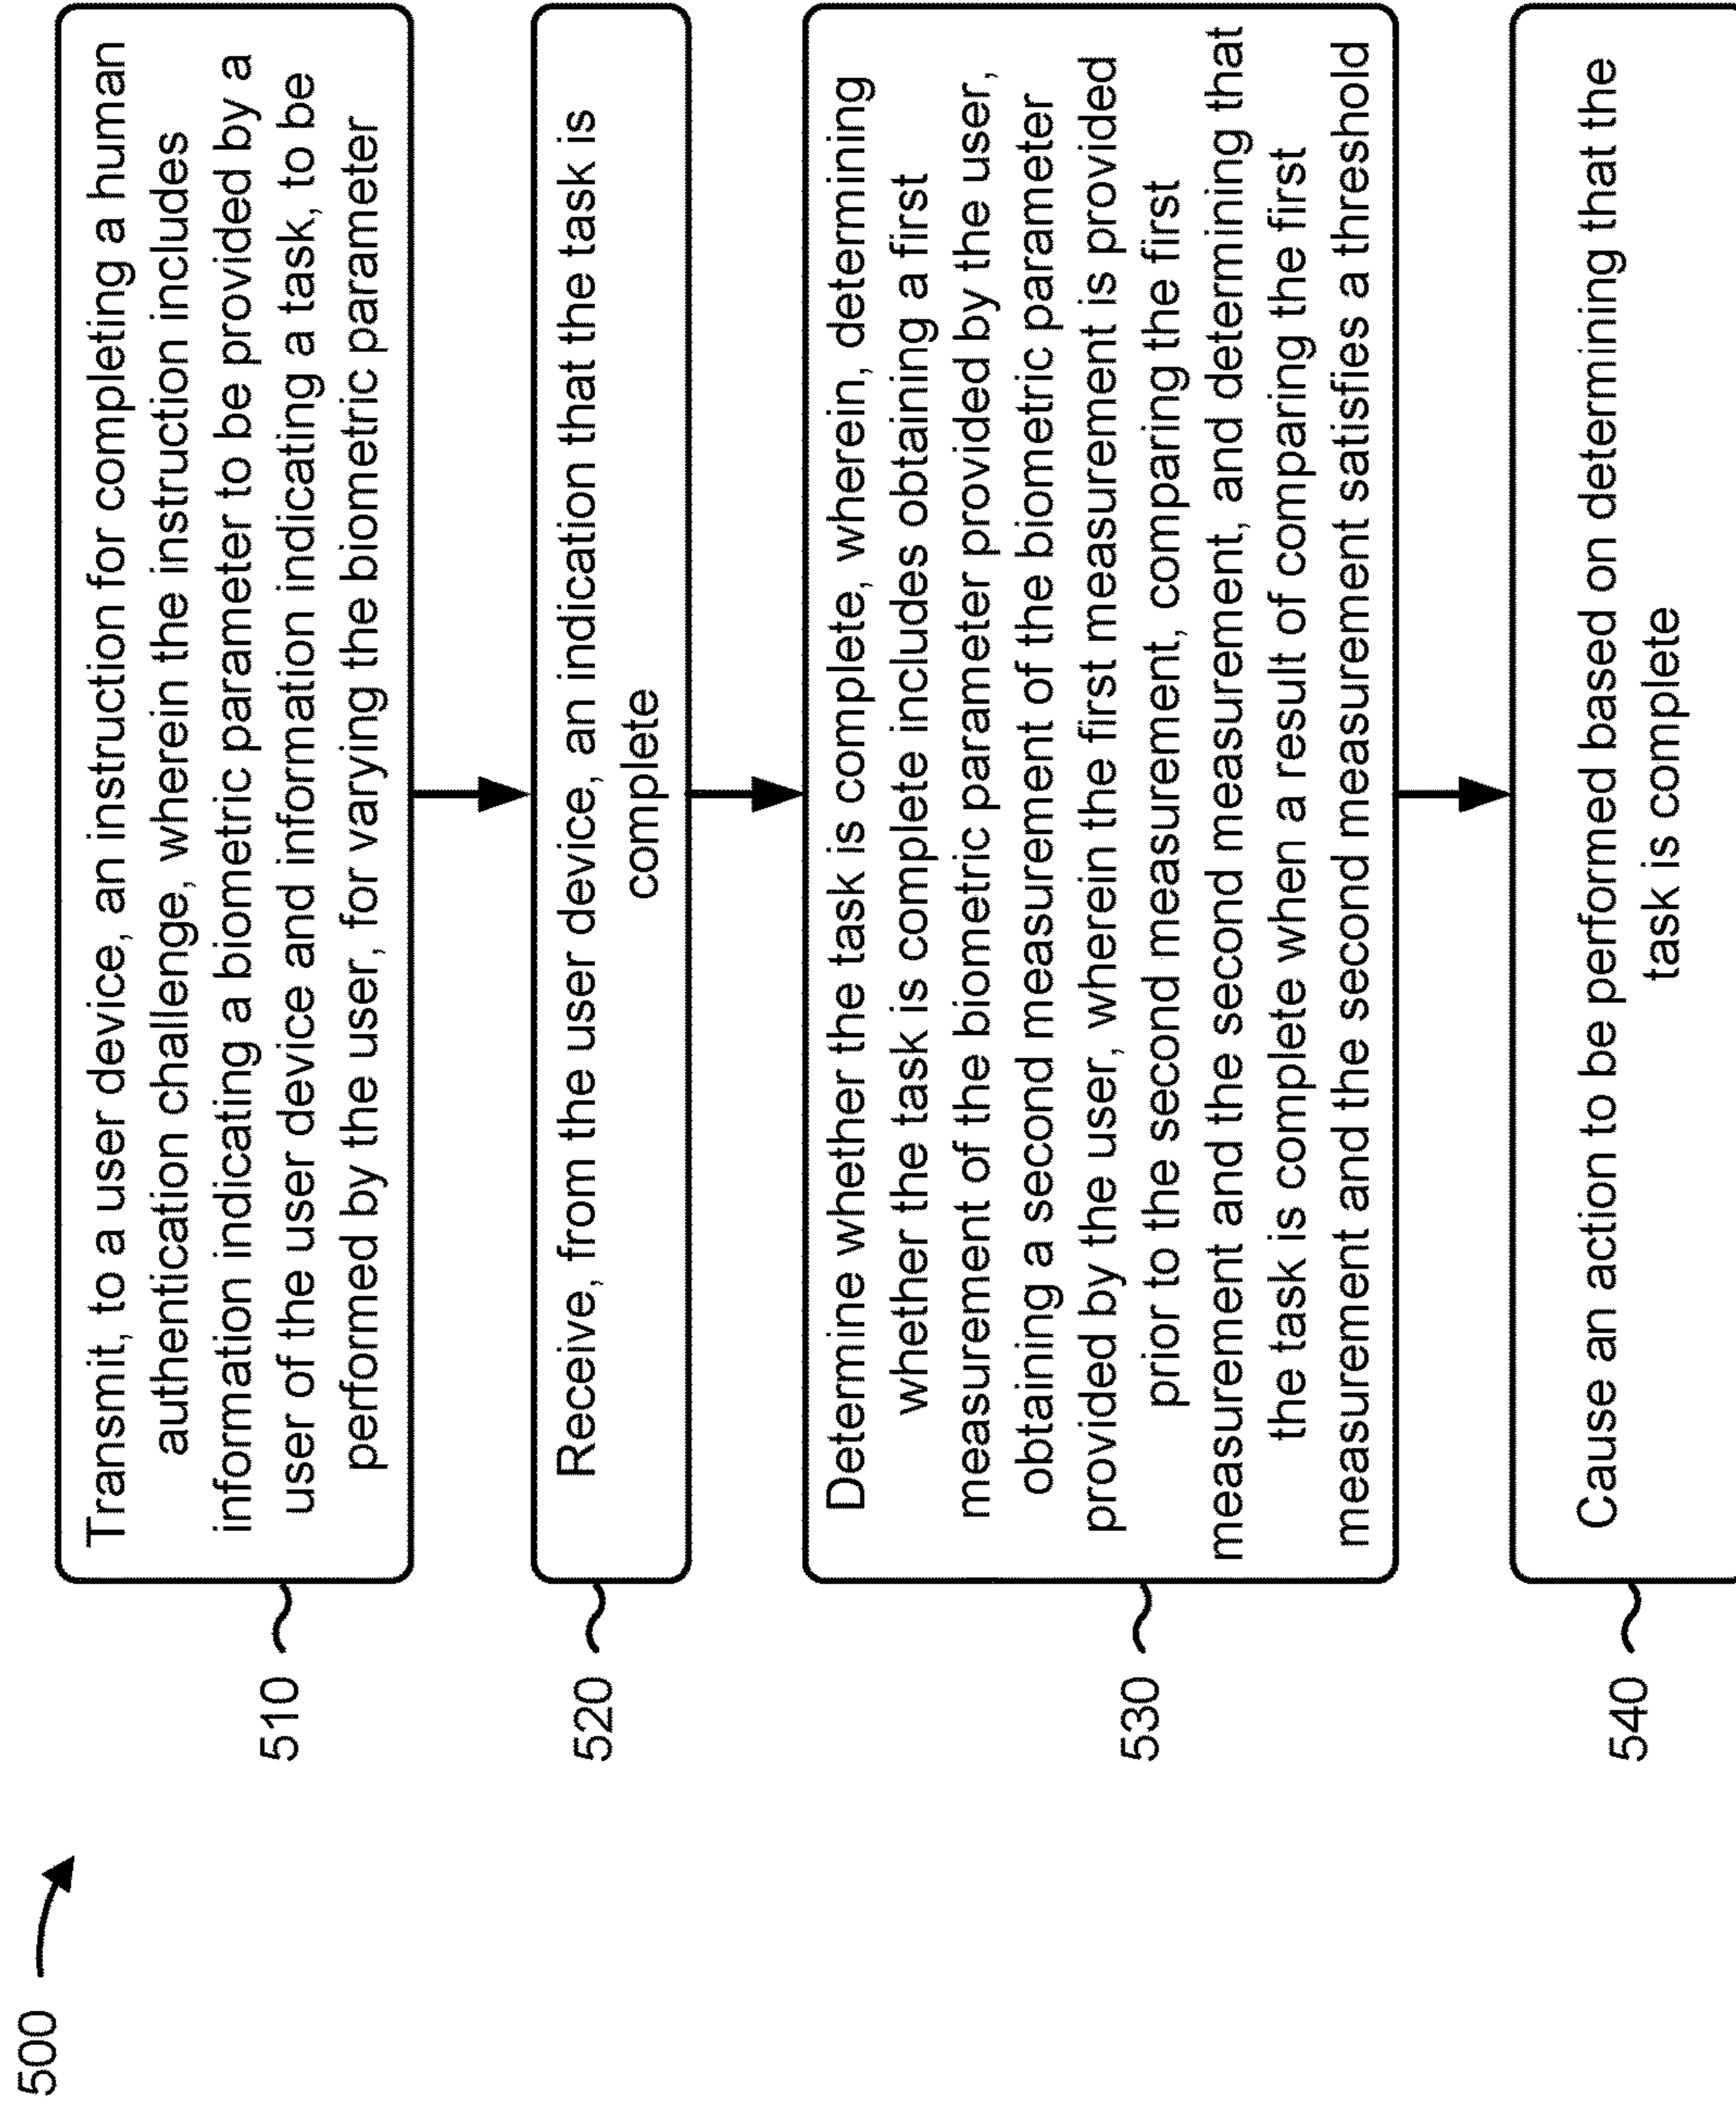 500
510
Transmit, to a user device, an instruction for completing a human
authentication challenge, wherein the instruction includes
information indicating a biometric parameter to be provided by a
user of the user device and information indicating a task, to be
performed by the user, for varying the biometric parameter
520
Receive, from the user device, an indication that the task is
complete
530
Determine whether the task is complete, wherein, determining
whether the task is complete includes obtaining a first
measurement of the biometric parameter provided by the user,
obtaining a second measurement of the biometric parameter
provided by the user, wherein the first measurement is provided
prior to the second measurement, comparing the first
measurement and the second measurement, and determining that
the task is complete when a result of comparing the first
measurement and the second measurement satisfies a threshold
540
Cause an action to be performed based on determining that the
task is complete